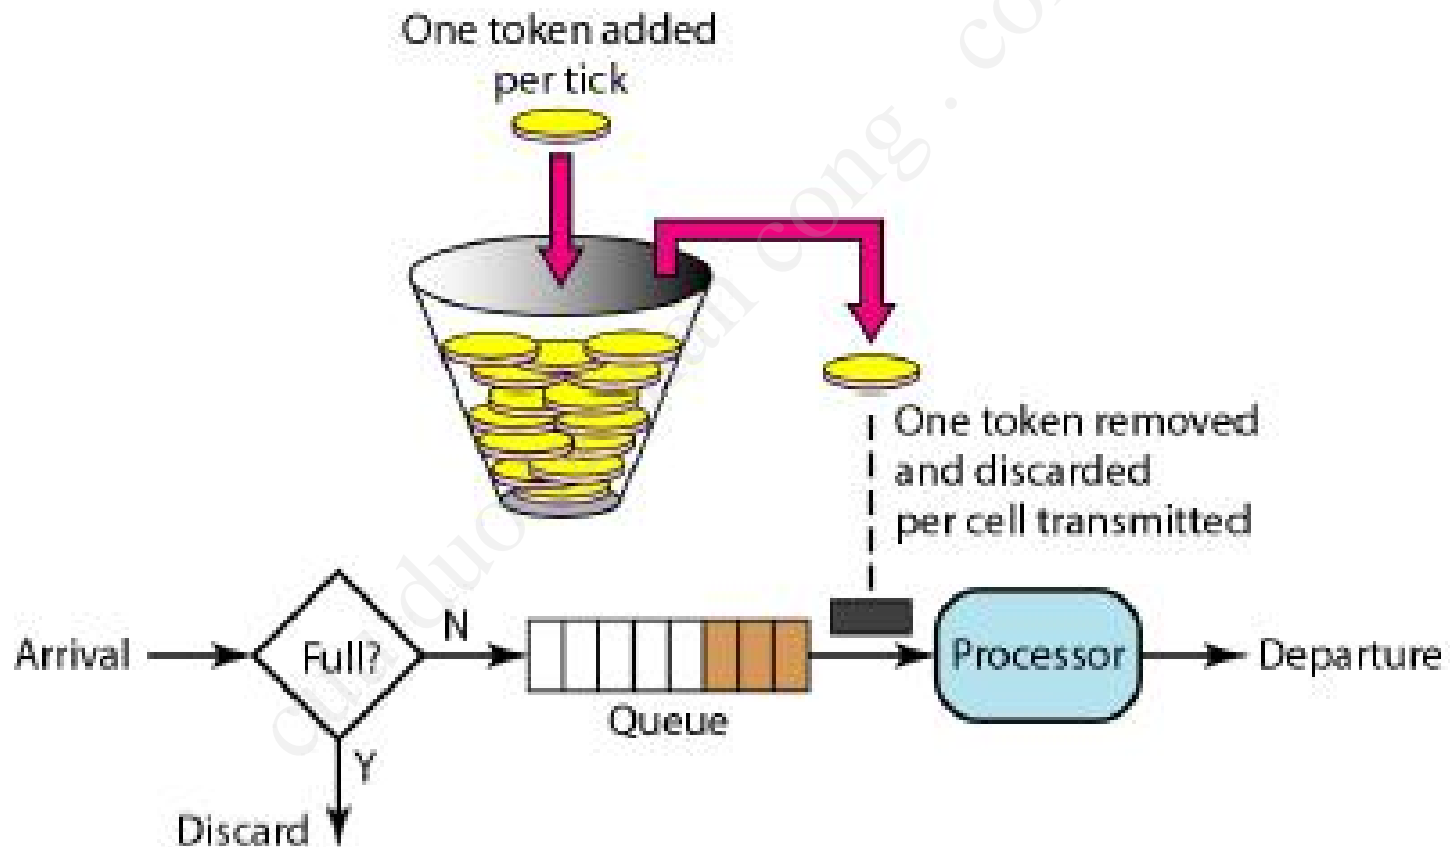 One token added
per tick
One token removed
and discarded
per cell transmitted
Arrival
Full?
N
Y
Discard
Queue
Processor
Departure